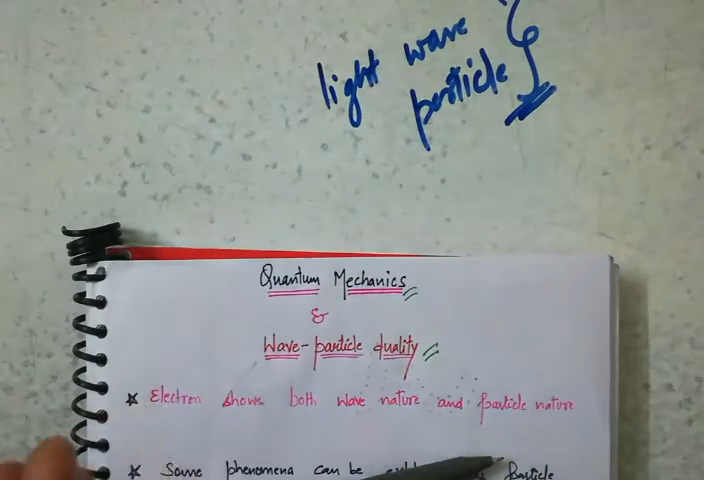 light wave
particle
Quantum Mechanics
&
Wave-particle duality
Electron shows both wave nature and particle nature
Some phenomena can be particle